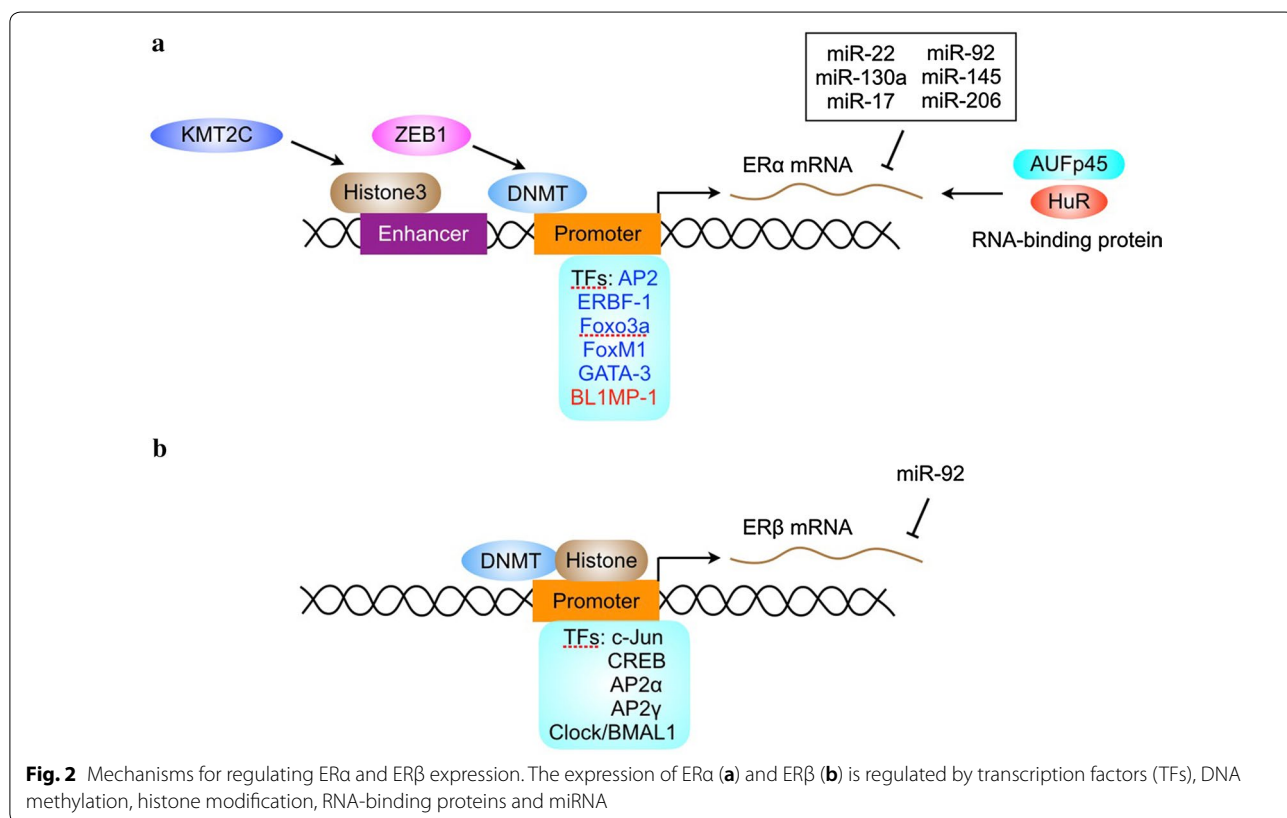 a
miR-22 miR-92
miR-130a miR-145
miR-17 miR-206
KMT2C
ZEB1
ERα mRNA
AUFp45
Histone3
DNMT
HuR
Enhancer
Promoter
RNA-binding protein
TFs: AP2
ERBF-1
Foxo3a
FoxM1
GATA-3
BL1MP-1
b
miR-92
ERβ mRNA
DNMT
Histone
Promoter
TFs: c-Jun
CREB
AP2α
AP2γ
Clock/BMAL1
Fig. 2 Mechanisms for regulating ERα and ERβ expression. The expression of ERα (a) and ERβ (b) is regulated by transcription factors (TFs), DNA
methylation, histone modification, RNA-binding proteins and miRNA